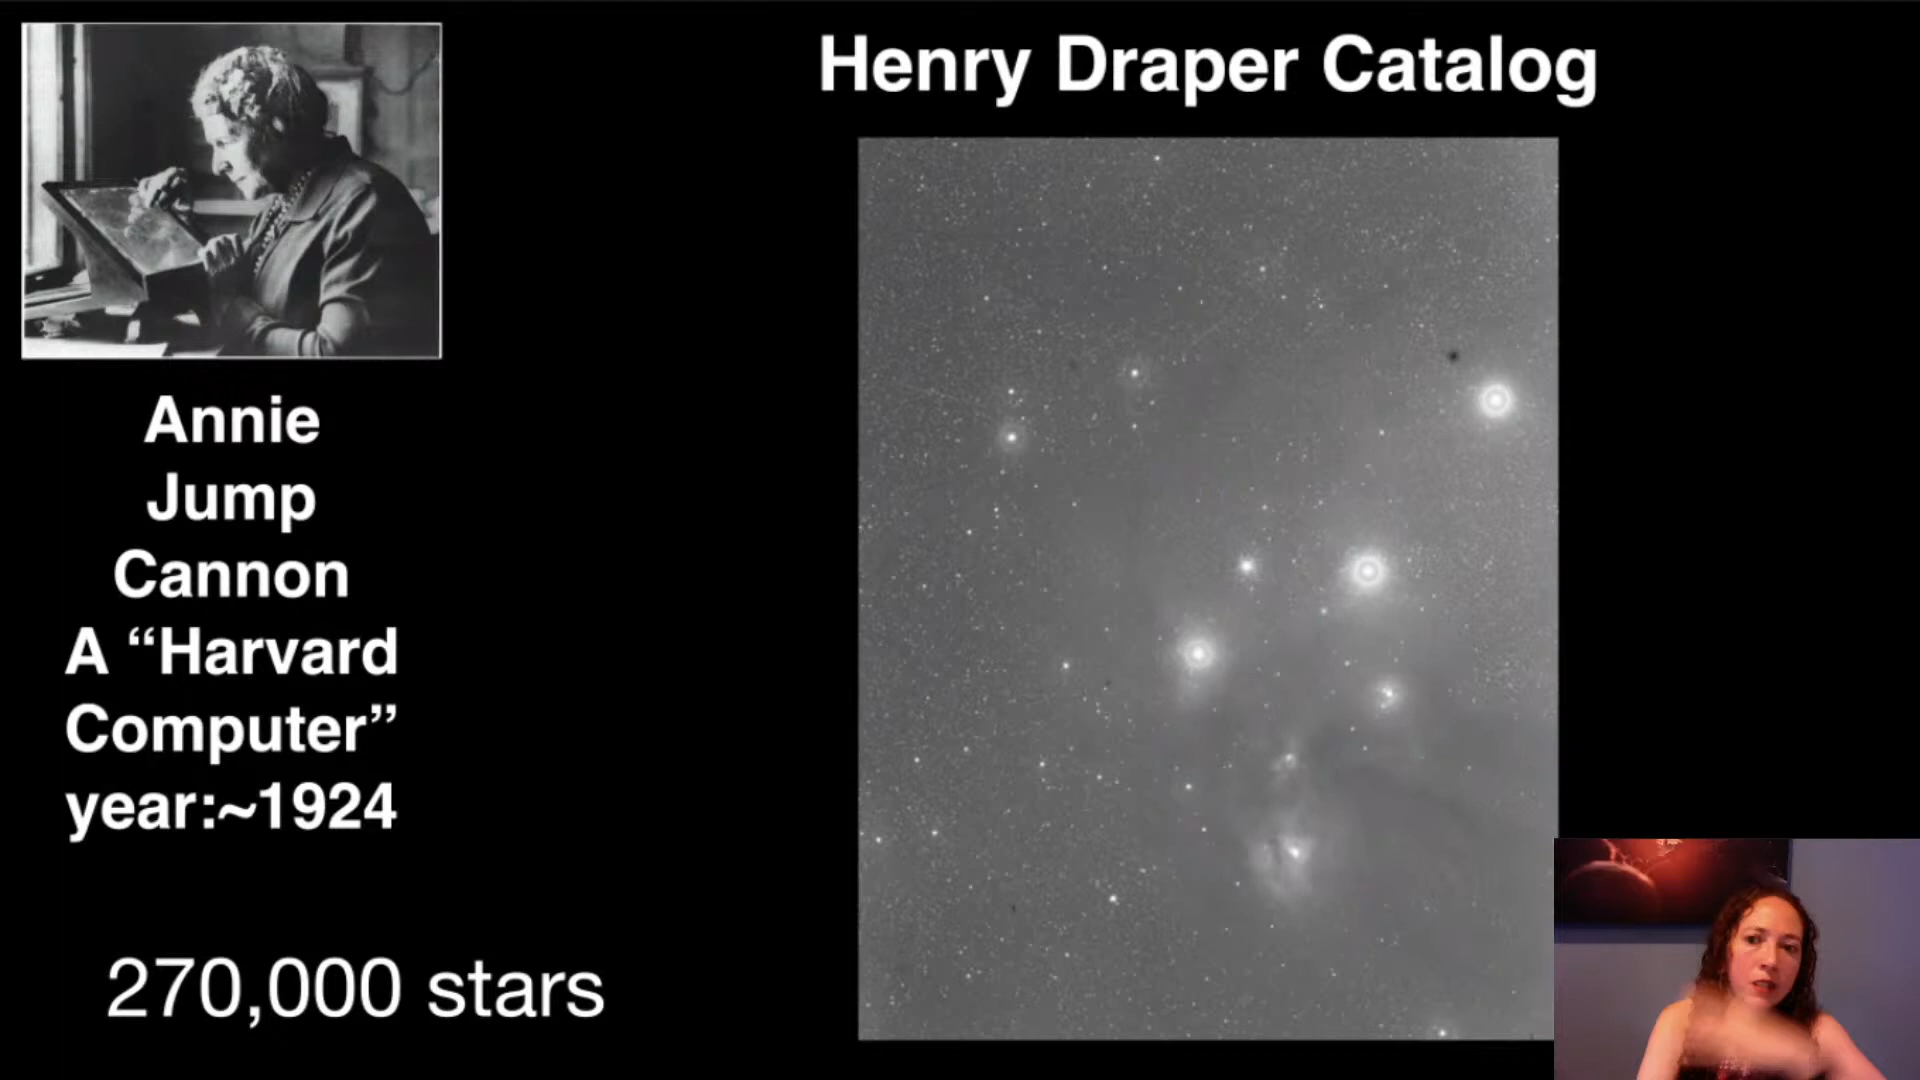 Henry Draper Catalog
Annie
Jump
Cannon
A “Harvard
Computer”
year:~1924
270,000 stars